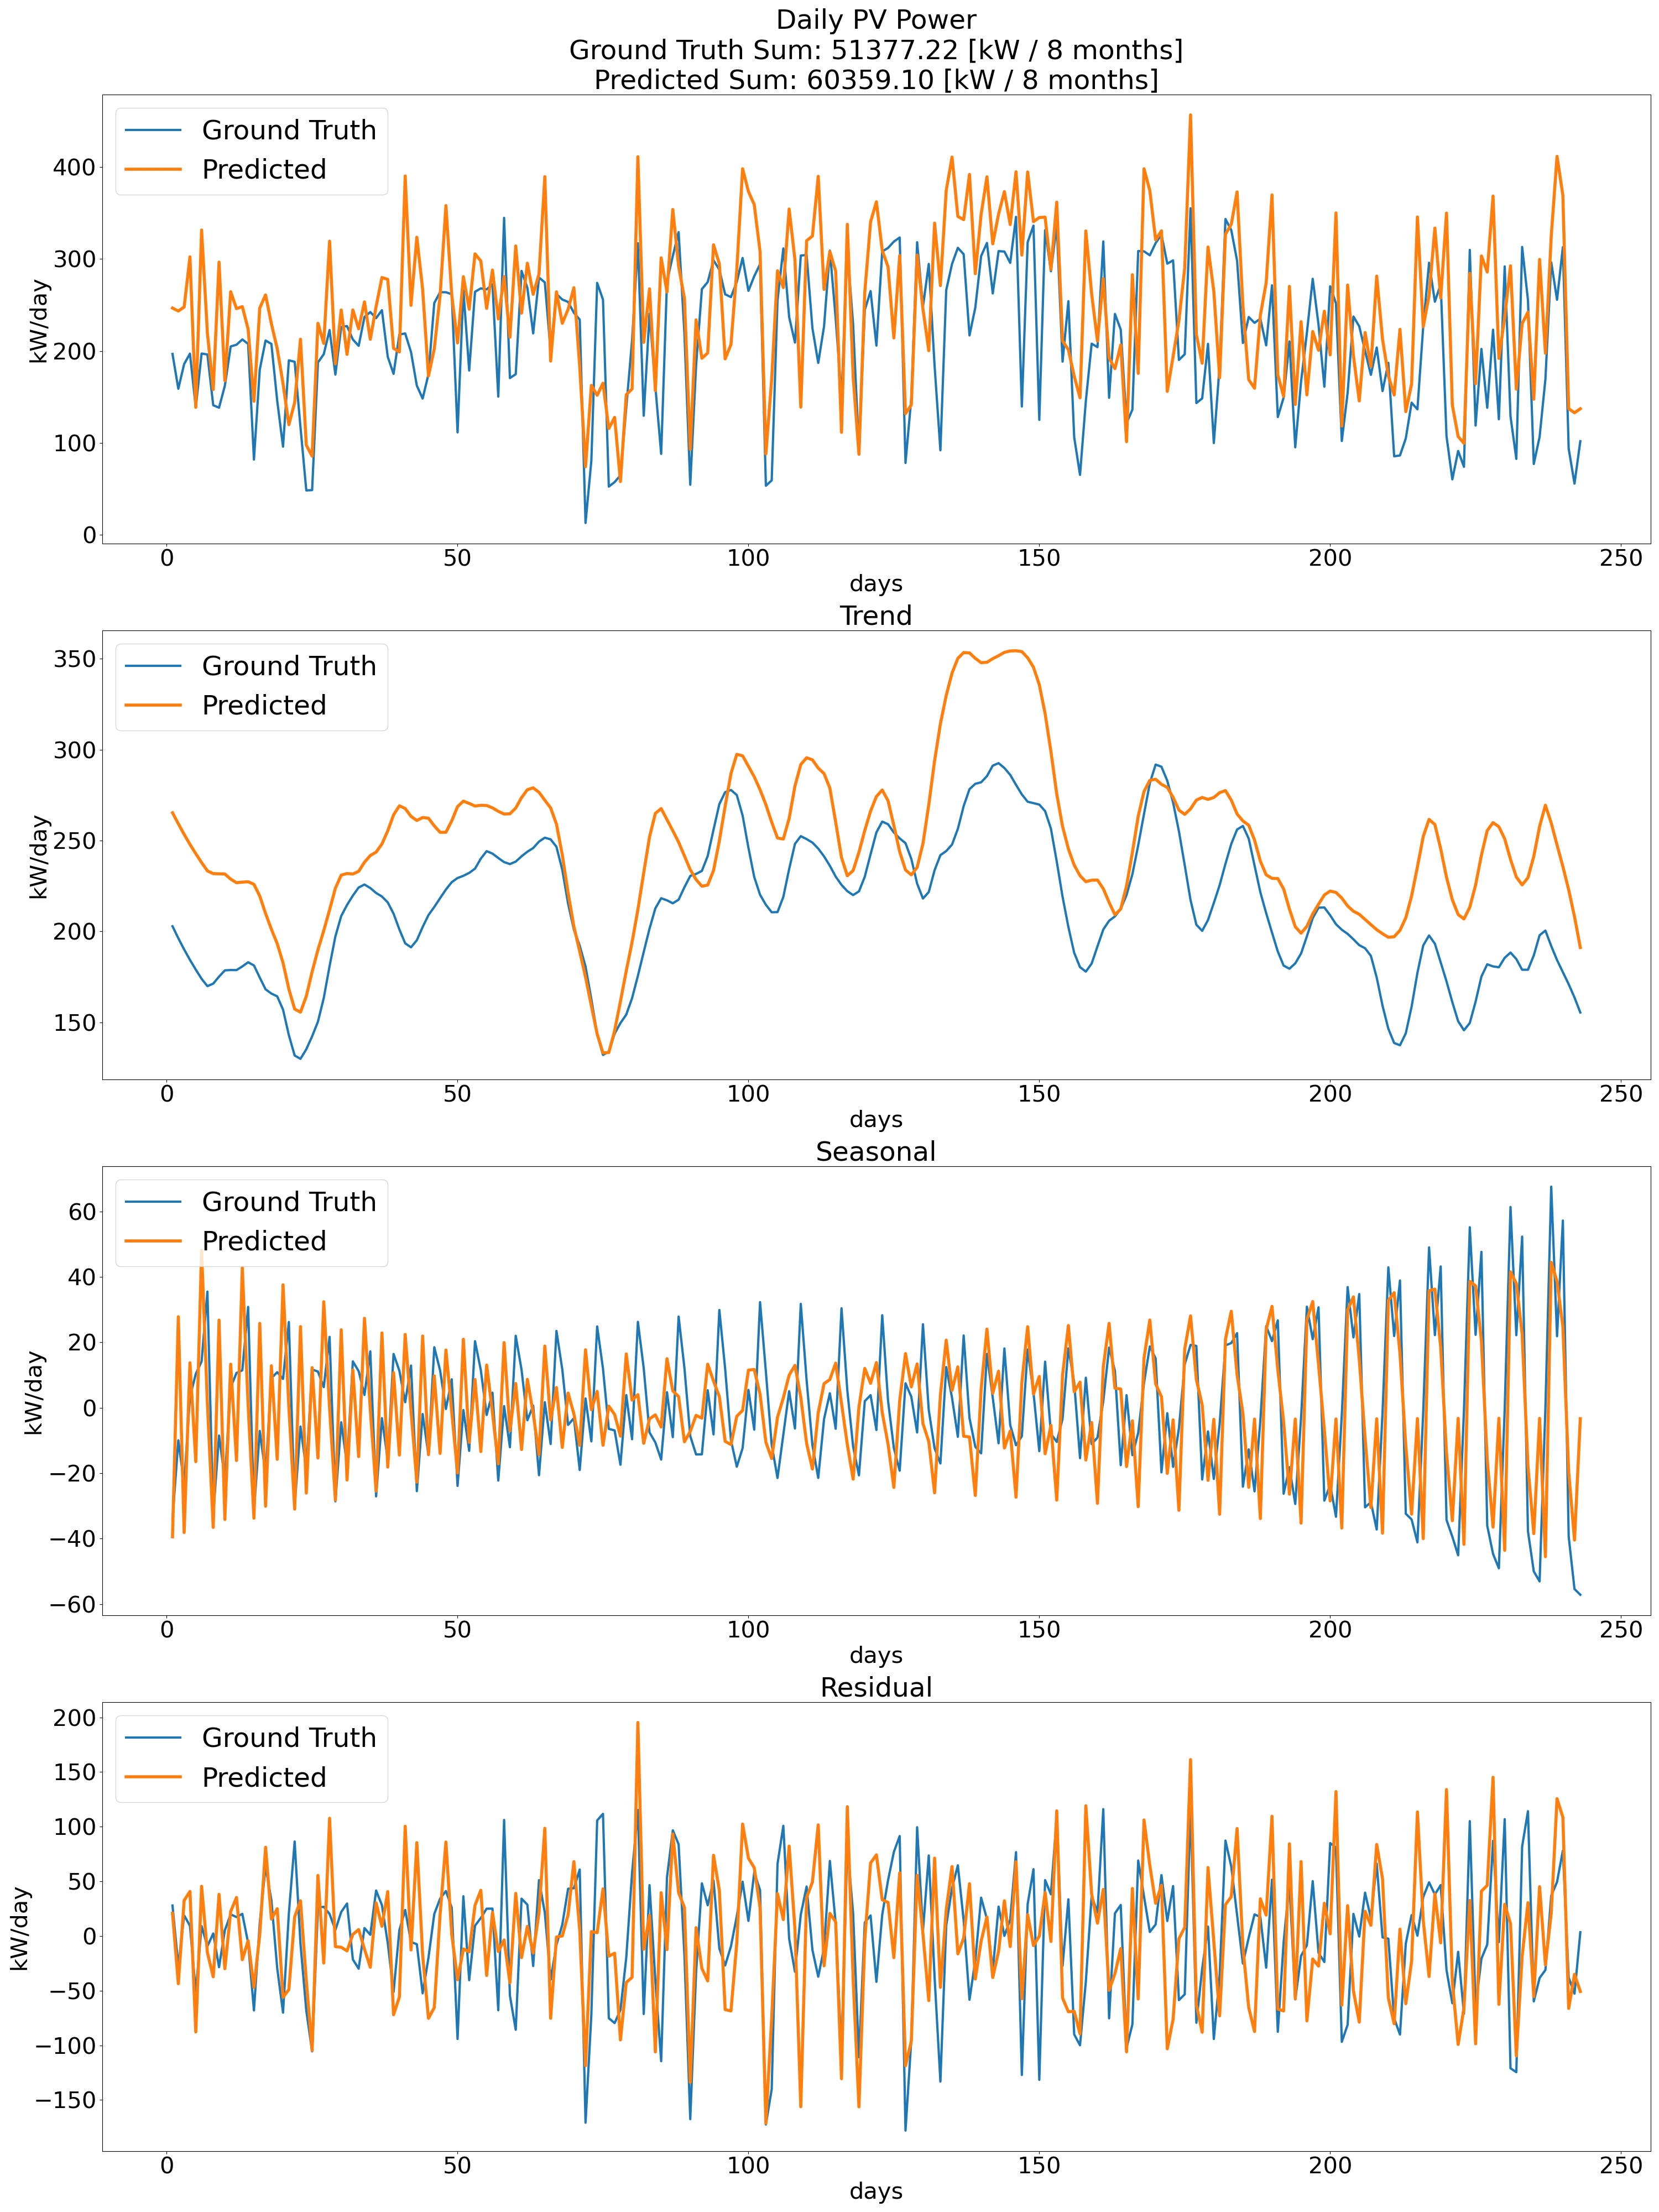 Daily PV Power
Ground Truth Sum: 51377.22 [kW / 8 months]
Predicted Sum: 60359.10 [kW / 8 months]
Ground Truth
Predicted
400
300
200
100
0
kW/day
0 50 100 150 200 250
days
Trend
Ground Truth
Predicted
350
300
250
200
150
kW/day
0 50 100 150 200 250
days
Seasonal
Ground Truth
Predicted
60
40
20
0
−20
−40
−60
kW/day
0 50 100 150 200 250
days
Residual
Ground Truth
Predicted
200
150
100
50
0
−50
−100
−150
kW/day
0 50 100 150 200 250
days